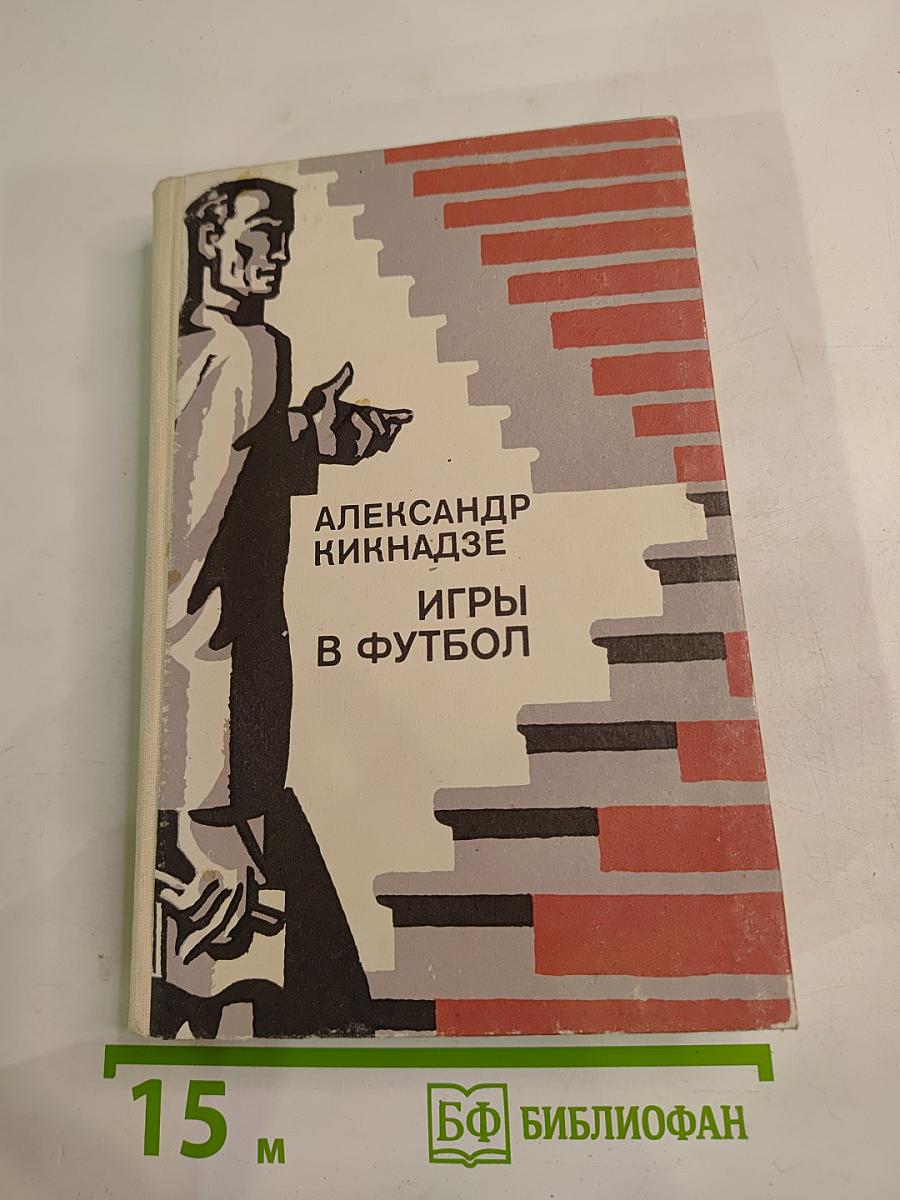 АЛЕКСАНДР
КИКНАДЗЕ
ИГРЫ
В ФУТБОЛ
15 м
БФ БИБЛИОФАН